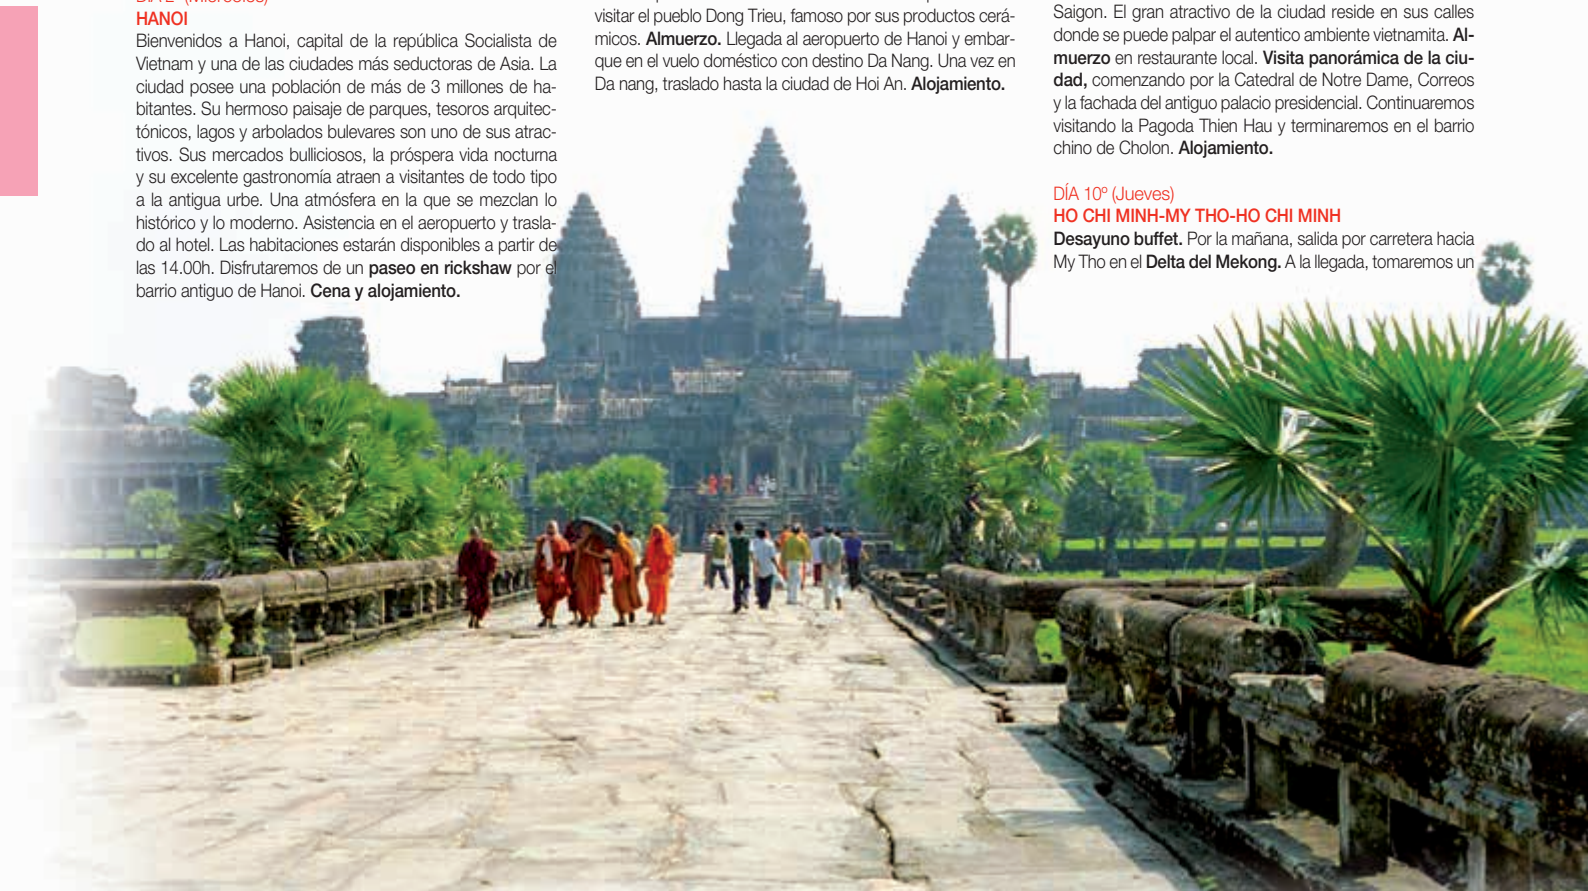 HANOI
Bienvenidos a Hanoi, capital de la república Socialista de
Vietnam y una de las ciudades más seductoras de Asia. La
ciudad posee una población de más de 3 millones de ha-
bitantes. Su hermoso paisaje de parques, tesoros arquitec-
tónicos, lagos y arbolados bulevares son uno de sus atrac-
tivos. Sus mercados bulliciosos, la próspera vida nocturna
y su excelente gastronomía atraen a visitantes de todo tipo
a la antigua urbe. Una atmósfera en la que se mezclan lo
histórico y lo moderno. Asistencia en el aeropuerto y trasla-
do al hotel. Las habitaciones estarán disponibles a partir de
las 14.00h. Disfrutaremos de un paseo en rickshaw por el
barrio antiguo de Hanoi. Cena y alojamiento.
visitar el pueblo Dong Trieu, famoso por sus productos cerá-
micos. Almuerzo. Llegada al aeropuerto de Hanoi y embar-
que en el vuelo doméstico con destino Da Nang. Una vez en
Da nang, traslado hasta la ciudad de Hoi An. Alojamiento.
Saigon. El gran atractivo de la ciudad reside en sus calles
donde se puede palpar el autentico ambiente vietnamita. Al-
muerzo en restaurante local. Visita panorámica de la ciu-
dad, comenzando por la Catedral de Notre Dame, Correos
y la fachada del antiguo palacio presidencial. Continuaremos
visitando la Pagoda Thien Hau y terminaremos en el barrio
chino de Cholon. Alojamiento.
DÍA 10º (Jueves)
HO CHI MINH-MY THO-HO CHI MINH
Desayuno buffet. Por la mañana, salida por carretera hacia
My Tho en el Delta del Mekong. A la llegada, tomaremos un